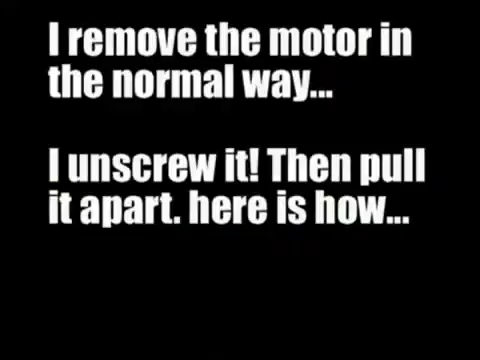 I remove the motor in
the normal way...
I unscrew it! Then pull
it apart. here is how...